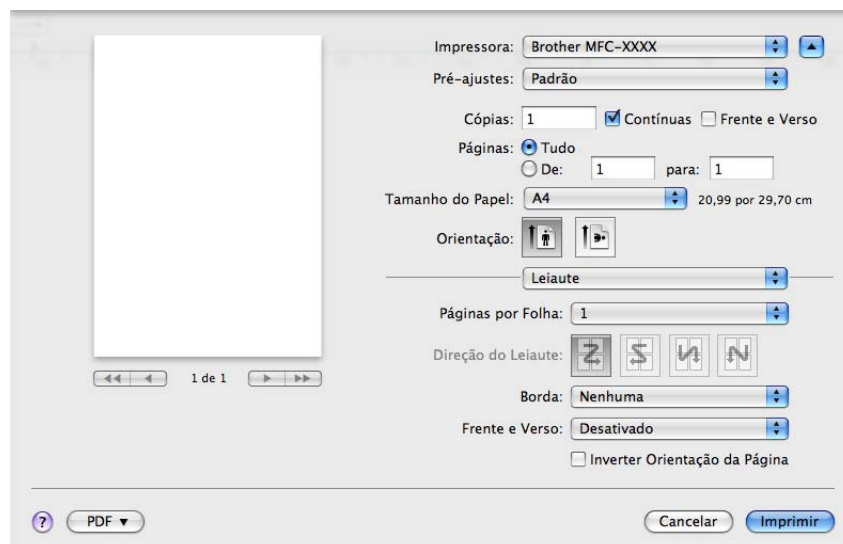 Impressora: Brother MFC-XXXX
Pré-ajustes: Padrão
Cópias: 1 Contínuas Frente e Verso
Páginas: Tudo
De: 1 para: 1
Tamanho do Papel: A4 20,99 por 29,70 cm
Orientação:
Leiaute
Páginas por Folha: 1
Direção do Leiaute:
1 de 1
Borda: Nenhuma
Frente e Verso: Desativado
Inverter Orientação da Página
? PDF ▼ Cancelar Imprimir